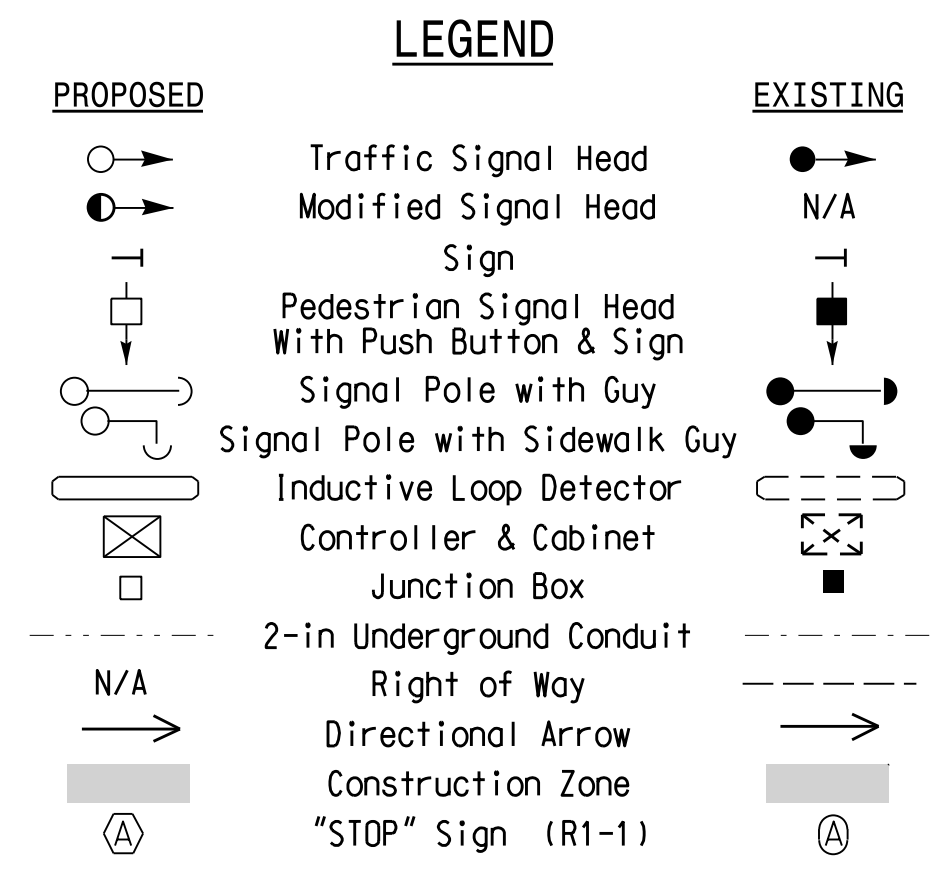 LEGEND
PROPOSED EXISTING
Traffic Signal Head
Modified Signal Head N/A
Sign
Pedestrian Signal Head
With Push Button & Sign
Signal Pole with Guy
Signal Pole with Sidewalk Guy
Inductive Loop Detector
Controller & Cabinet
Junction Box
2-in Underground Conduit
N/A Right of Way
Directional Arrow
Construction Zone
A "STOP" Sign (R1-1) A